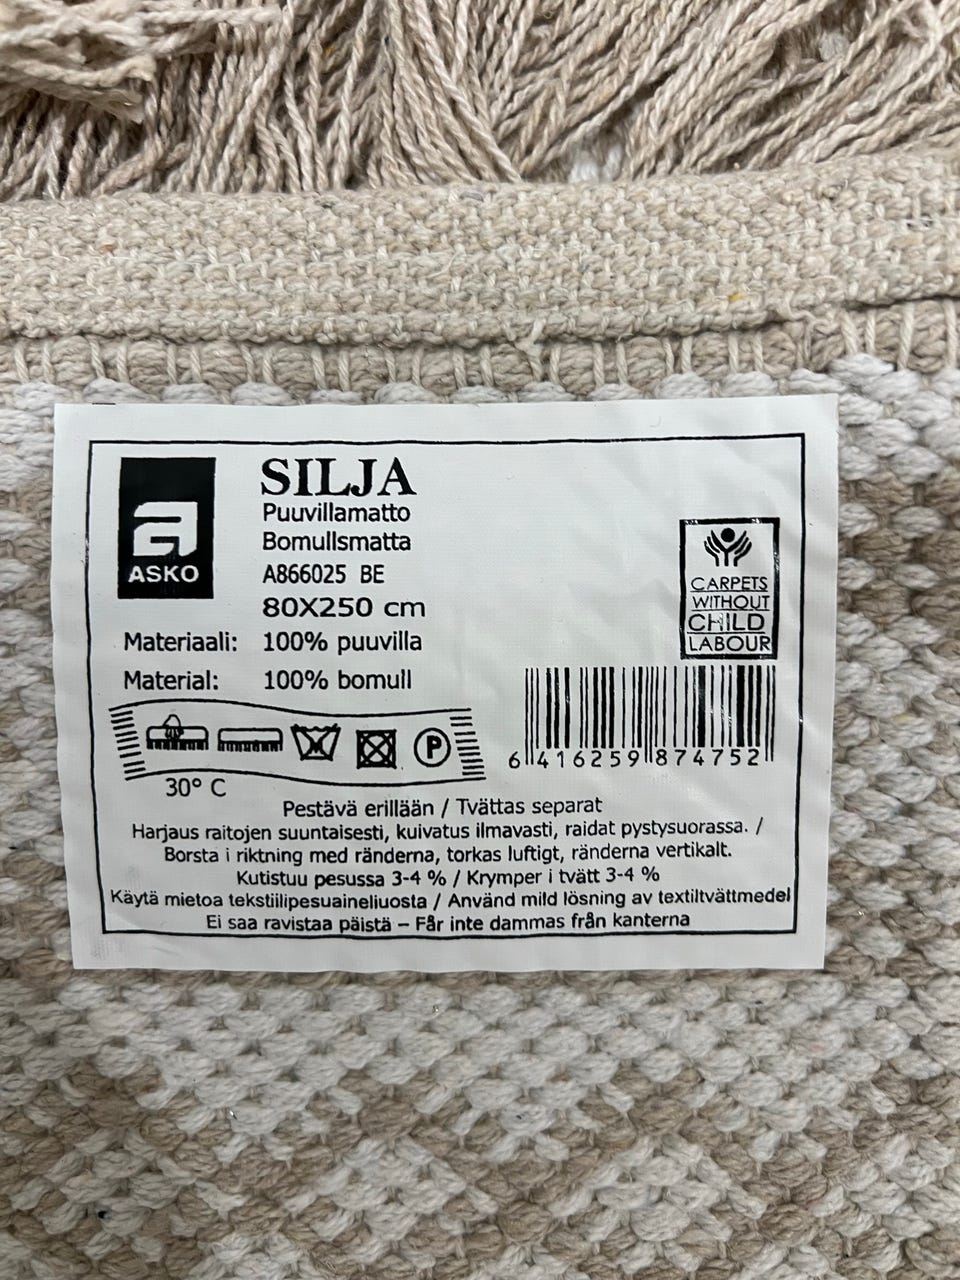 SILJA
Puuvillamatto
Bomullsmatta
A866025 BE
80X250 cm
a
ASKO
CARPETS
WITHOUT
CHILD
LABOUR
Materiaali: 100% puuvilla
Material: 100% bomull
P
30° C
6 416259 874752
Pestävä erillään / Tvättas separat
Harjaus raitojen suuntaisesti, kuivatus ilmavasti, raidat pystysuorassa. /
Borsta i riktning med ränderna, torkas luftigt, ränderna vertikalt.
Kutistuu pesussa 3-4 % / Krymper i tvätt 3-4 %
Käytä mietoa tekstiilipesuaineliuosta / Använd mild lösning av textiltvättmedel
Ei saa ravistaa päistä – Får inte dammas från kanterna